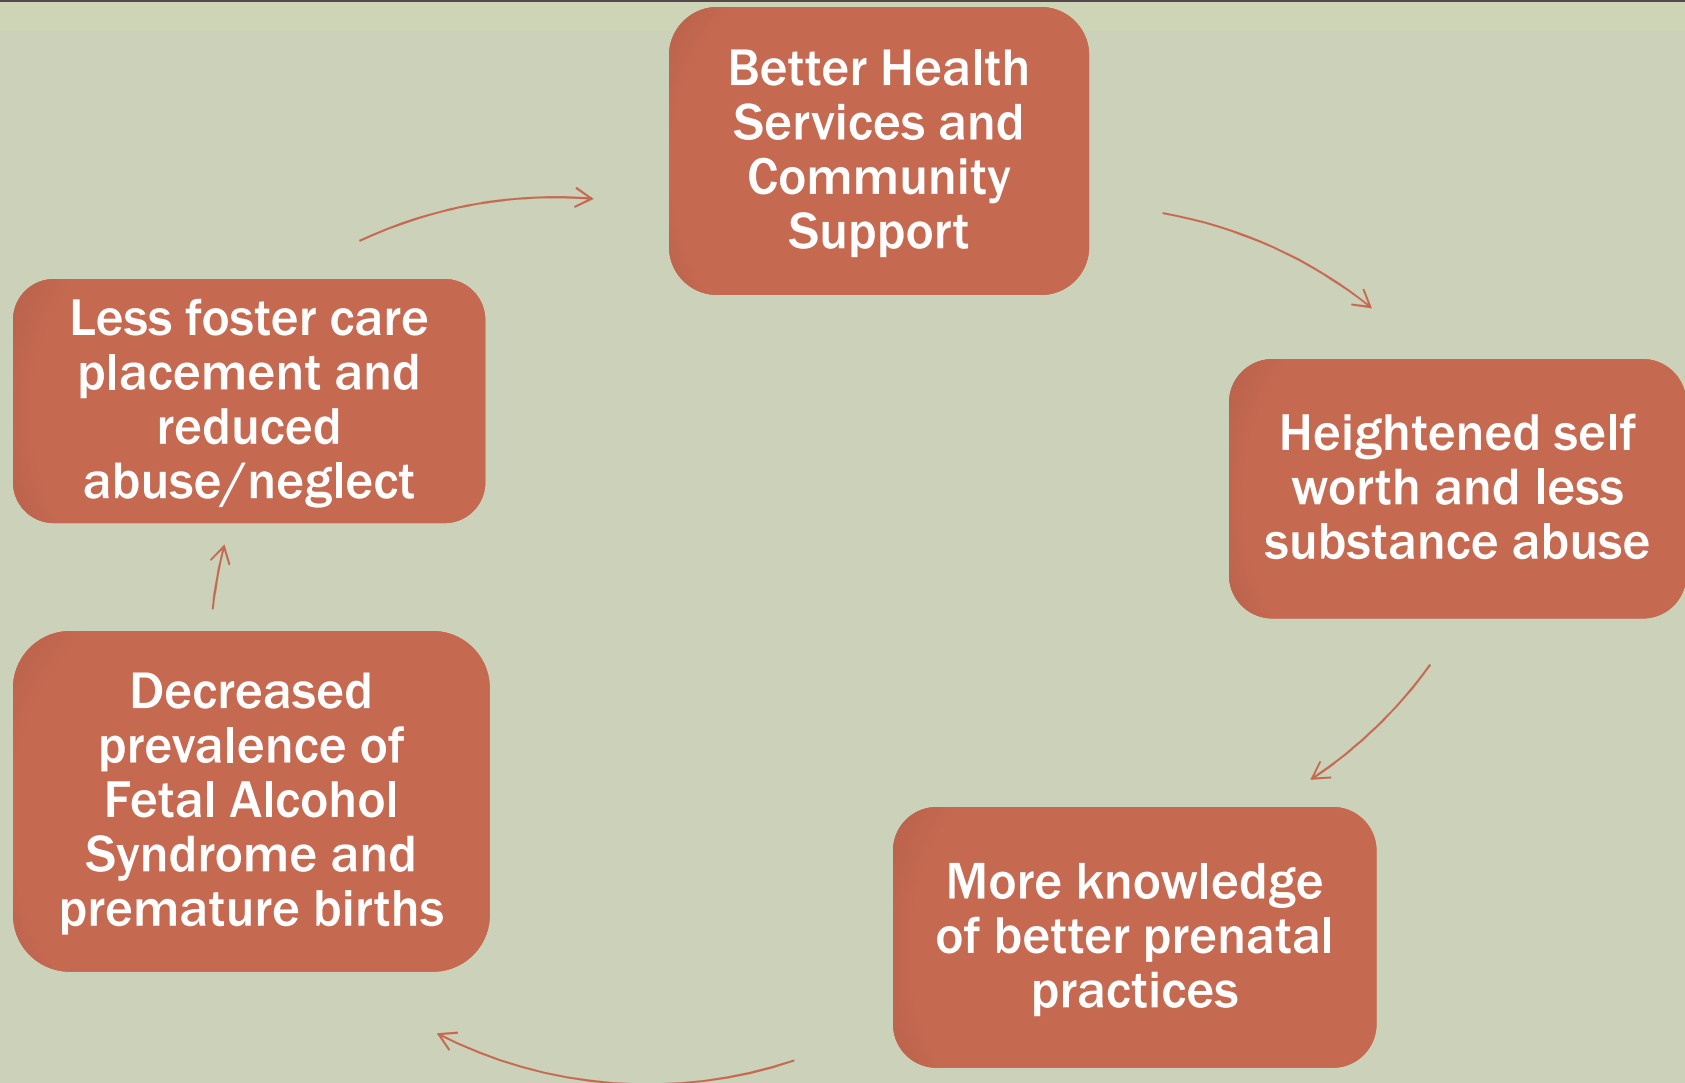 Better Health
Services and
Community
Support
Heightened self
worth and less
substance abuse
More knowledge
of better prenatal
practices
Decreased
prevalence of
Fetal Alcohol
Syndrome and
premature births
Less foster care
placement and
reduced
abuse/neglect